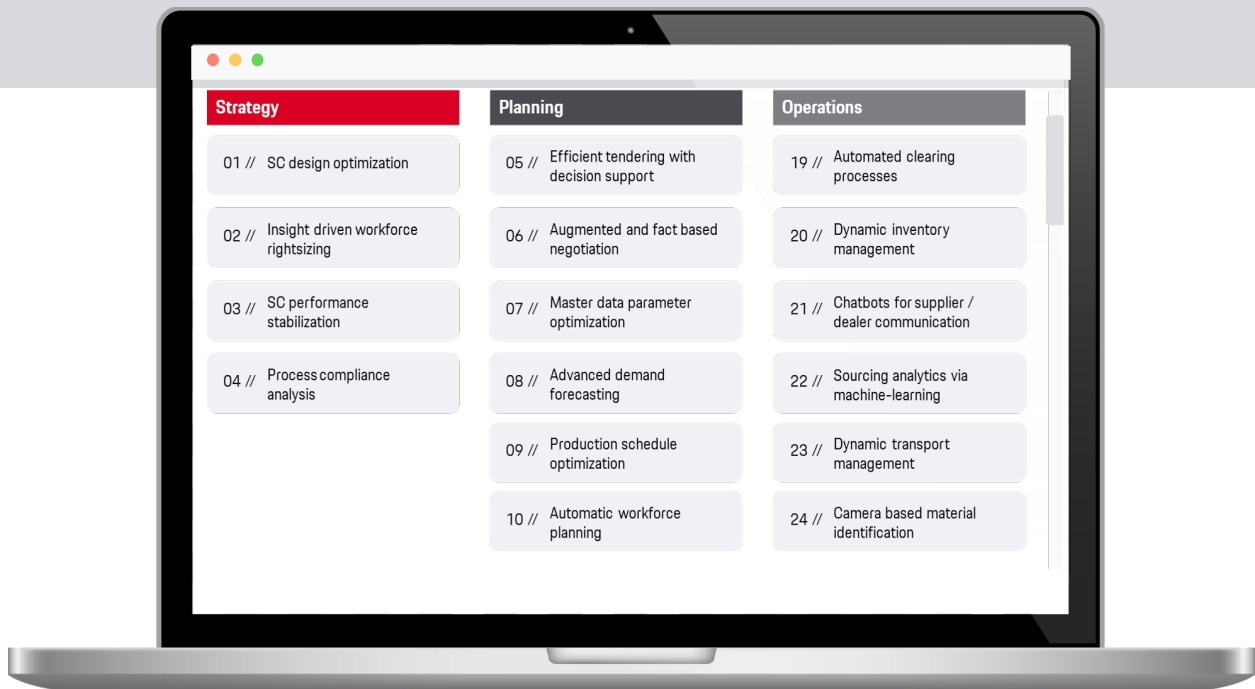 Strategy
01 // SC design optimization
02 // Insight driven workforce
rightsizing
03 // SC performance
stabilization
04 // Process compliance
analysis
Planning
05 // Efficient tendering with
decision support
06 // Augmented and fact based
negotiation
07 // Master data parameter
optimization
08 // Advanced demand
forecasting
09 // Production schedule
optimization
10 // Automatic workforce
planning
Operations
19 // Automated clearing
processes
20 // Dynamic inventory
management
21 // Chatbots for supplier /
dealer communication
22 // Sourcing analytics via
machine-learning
23 // Dynamic transport
management
24 // Camera based material
identification